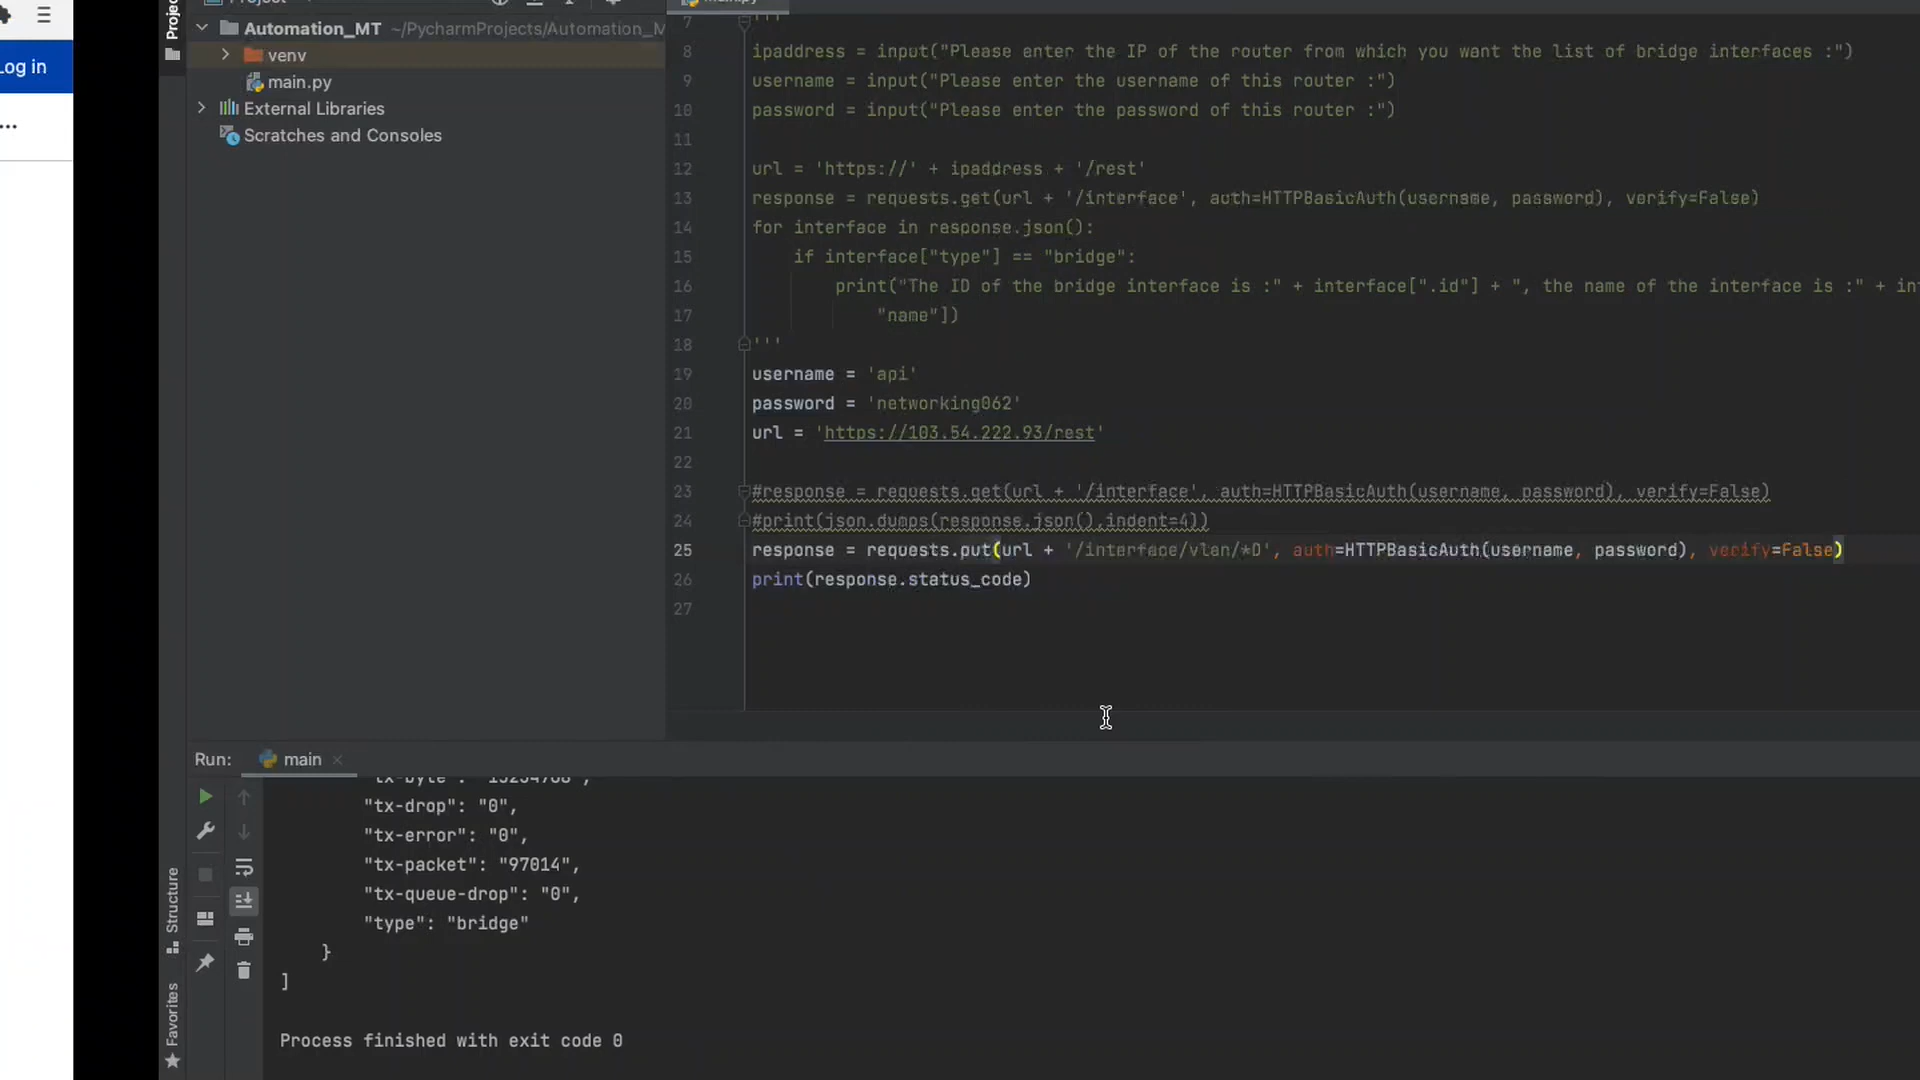 Log in
...
Project
Automation_MT ~/PycharmProjects/Automation_M
venv
main.py
External Libraries
Scratches and Consoles
7 '''
8 ipaddress = input("Please enter the IP of the router from which you want the list of bridge interfaces :")
9 username = input("Please enter the username of this router :")
10 password = input("Please enter the password of this router :")
11
12 url = 'https://' + ipaddress + '/rest'
13 response = requests.get(url + '/interface', auth=HTTPBasicAuth(username, password), verify=False)
14 for interface in response.json():
15 if interface["type"] == "bridge":
16 print("The ID of the bridge interface is :" + interface[".id"] + ", the name of the interface is :" + in
17 "name"])
18 '''
19 username = 'api'
20 password = 'networking062'
21 url = 'https://103.54.222.93/rest'
22
23 #response = requests.get(url + '/interface', auth=HTTPBasicAuth(username, password), verify=False)
24 #print(json.dumps(response.json(),indent=4))
25 response = requests.put(url + '/interface/vlan/*D', auth=HTTPBasicAuth(username, password), verify=False)
26 print(response.status_code)
27
Run: main
"tx-drop": "0",
"tx-error": "0",
"tx-packet": "97014",
"tx-queue-drop": "0",
"type": "bridge"
}
]
Process finished with exit code 0
Structure
Favorites